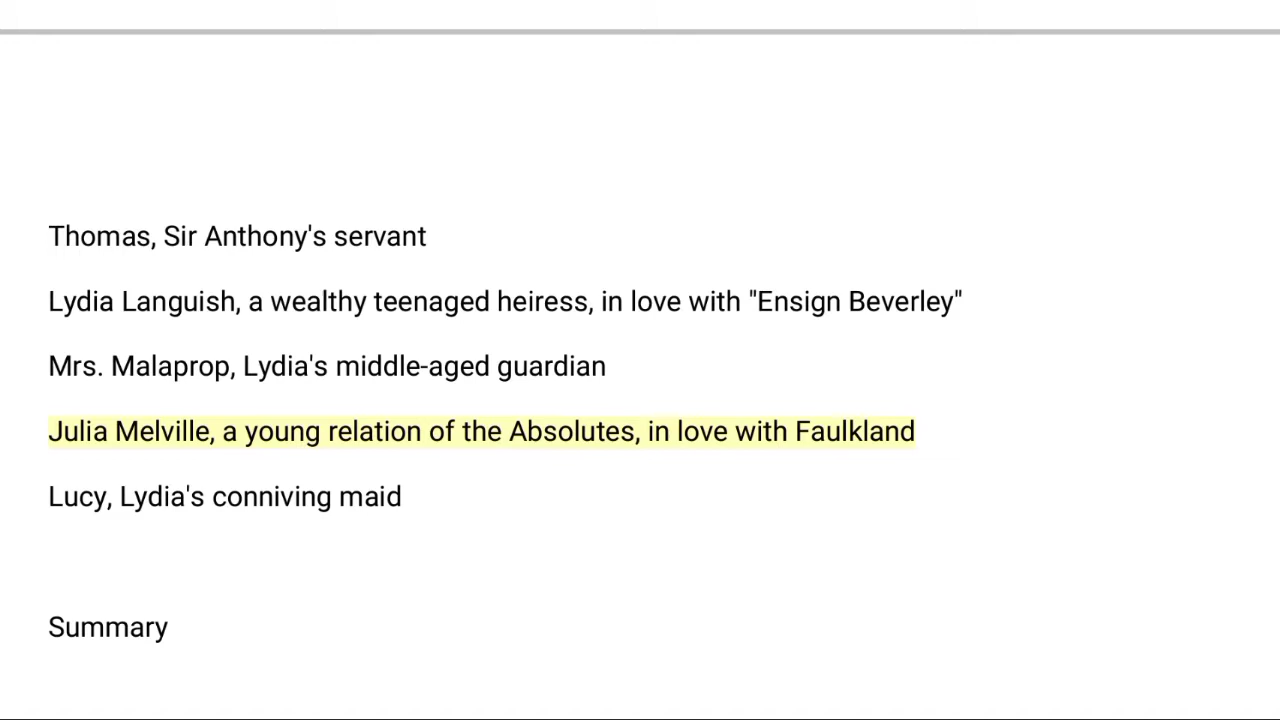 Thomas, Sir Anthony's servant
Lydia Languish, a wealthy teenaged heiress, in love with "Ensign Beverley"
Mrs. Malaprop, Lydia's middle-aged guardian
Julia Melville, a young relation of the Absolutes, in love with Faulkland
Lucy, Lydia's conniving maid
Summary